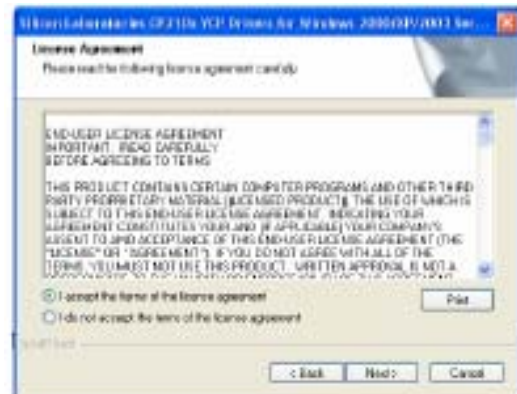 Silicon Laboratories CP210x VCP Drivers for Windows 2000/XP/2003 Ser...
License Agreement
Please read the following license agreement carefully.
END-USER LICENSE AGREEMENT
IMPORTANT: READ CAREFULLY
BEFORE AGREEING TO TERMS
THIS PRODUCT CONTAINS CERTAIN COMPUTER PROGRAMS AND OTHER THIRD
PARTY PROPRIETARY MATERIAL ("LICENSED PRODUCT"), THE USE OF WHICH IS
SUBJECT TO THIS END-USER LICENSE AGREEMENT. INDICATING YOUR
AGREEMENT CONSTITUTES YOUR AND (IF APPLICABLE) YOUR COMPANY'S
ASSENT TO AND ACCEPTANCE OF THIS END-USER LICENSE AGREEMENT (THE
"LICENSE" OR "AGREEMENT"). IF YOU DO NOT AGREE WITH ALL OF THE
TERMS, YOU MUST NOT USE THIS PRODUCT. WRITTEN APPROVAL IS NOT A
I accept the terms of the license agreement
Print
I do not accept the terms of the license agreement
< Back
Next >
Cancel